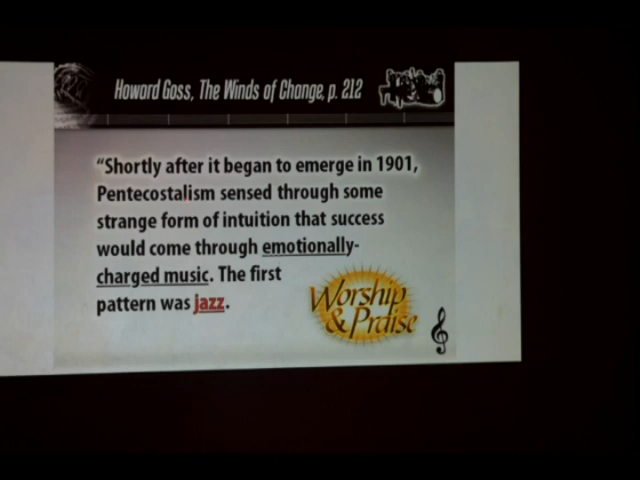 Howard Goss, The Winds of Change, p. 212
"Shortly after it began to emerge in 1901,
Pentecostalism sensed through some
strange form of intuition that success
would come through emotionally-
charged music. The first
pattern was jazz.
Worship
& Praise